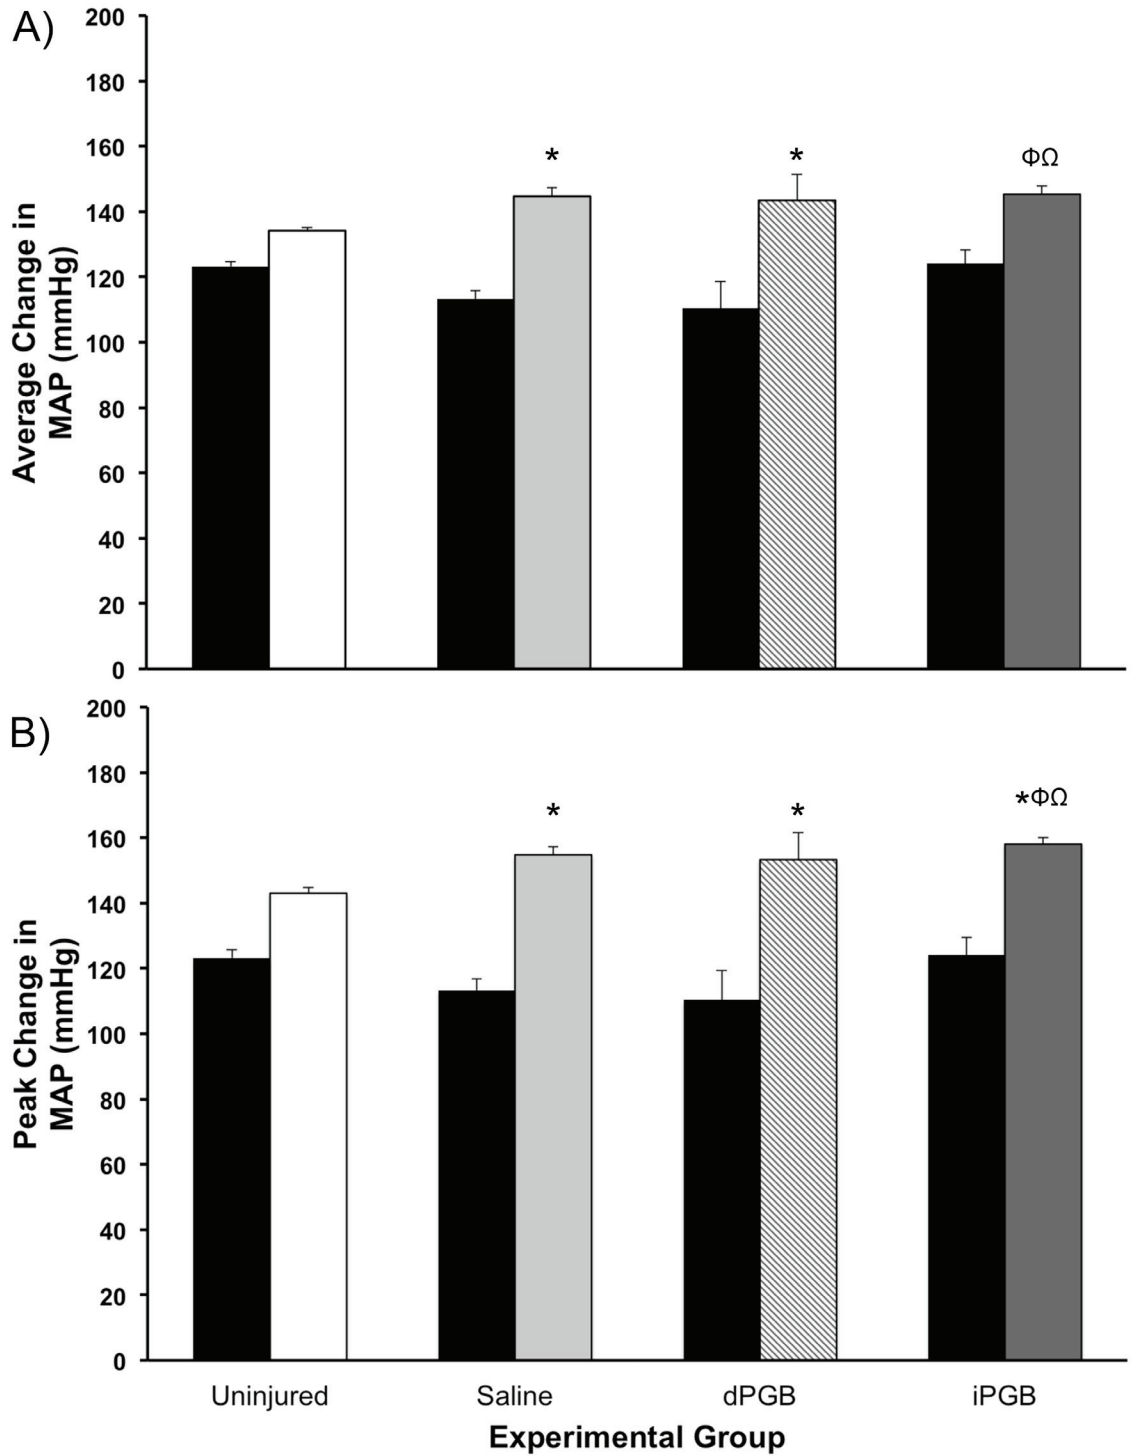 A)
200
180
160
140
120
100
80
60
40
20
0
Average Change in
MAP (mmHg)
*
*
ΦΩ
B)
200
180
160
140
120
100
80
60
40
20
0
Peak Change in
MAP (mmHg)
*
*
*ΦΩ
Uninjured
Saline
dPGB
iPGB
Experimental Group